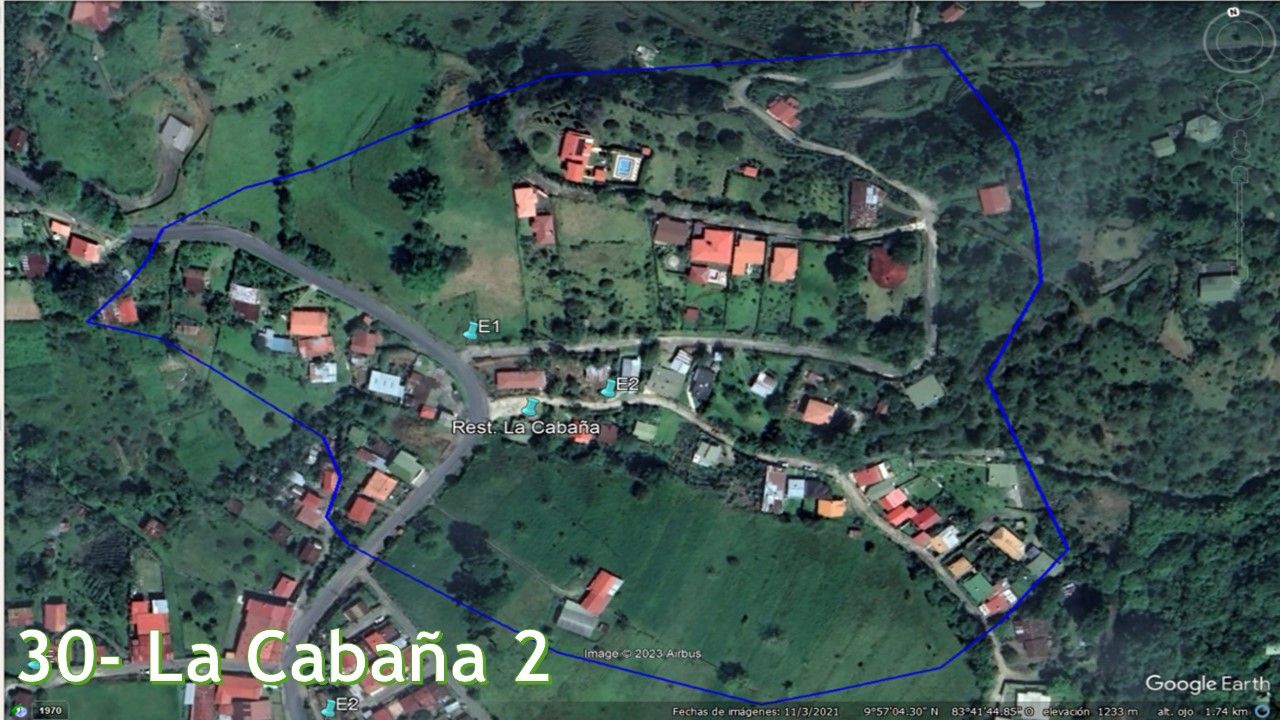 N
E1
E2
Rest. La Cabaña
30- La Cabaña 2
Image © 2023 Airbus
Google Earth
E2
1970
Fechas de imágenes: 11/3/2021 9°57'04.30" N 83°41'44.85" O elevación 1233 m alt. ojo 1.74 km